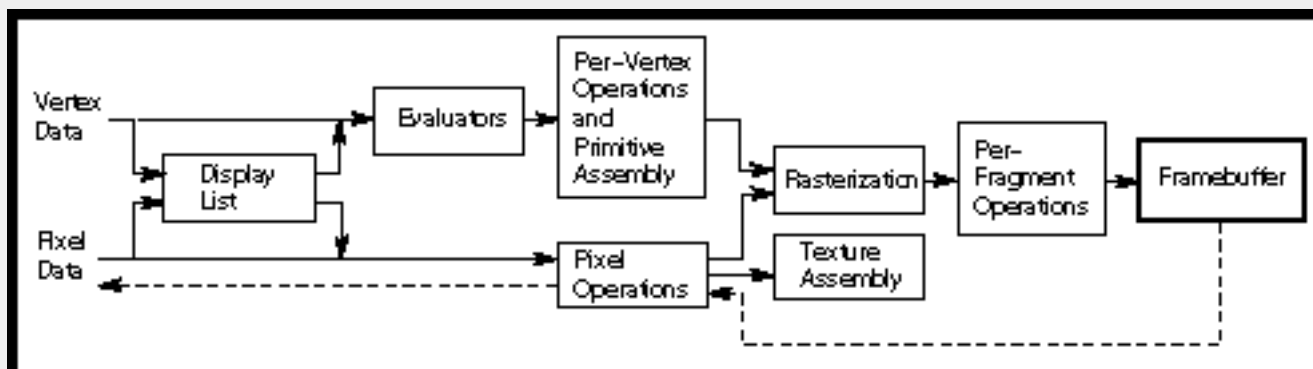 Vertex
Data
Display
List
Pixel
Data
Evaluators
Per-Vertex
Operations
and
Primitive
Assembly
Pixel
Operations
Rasterization
Texture
Assembly
Per-
Fragment
Operations
Framebuffer